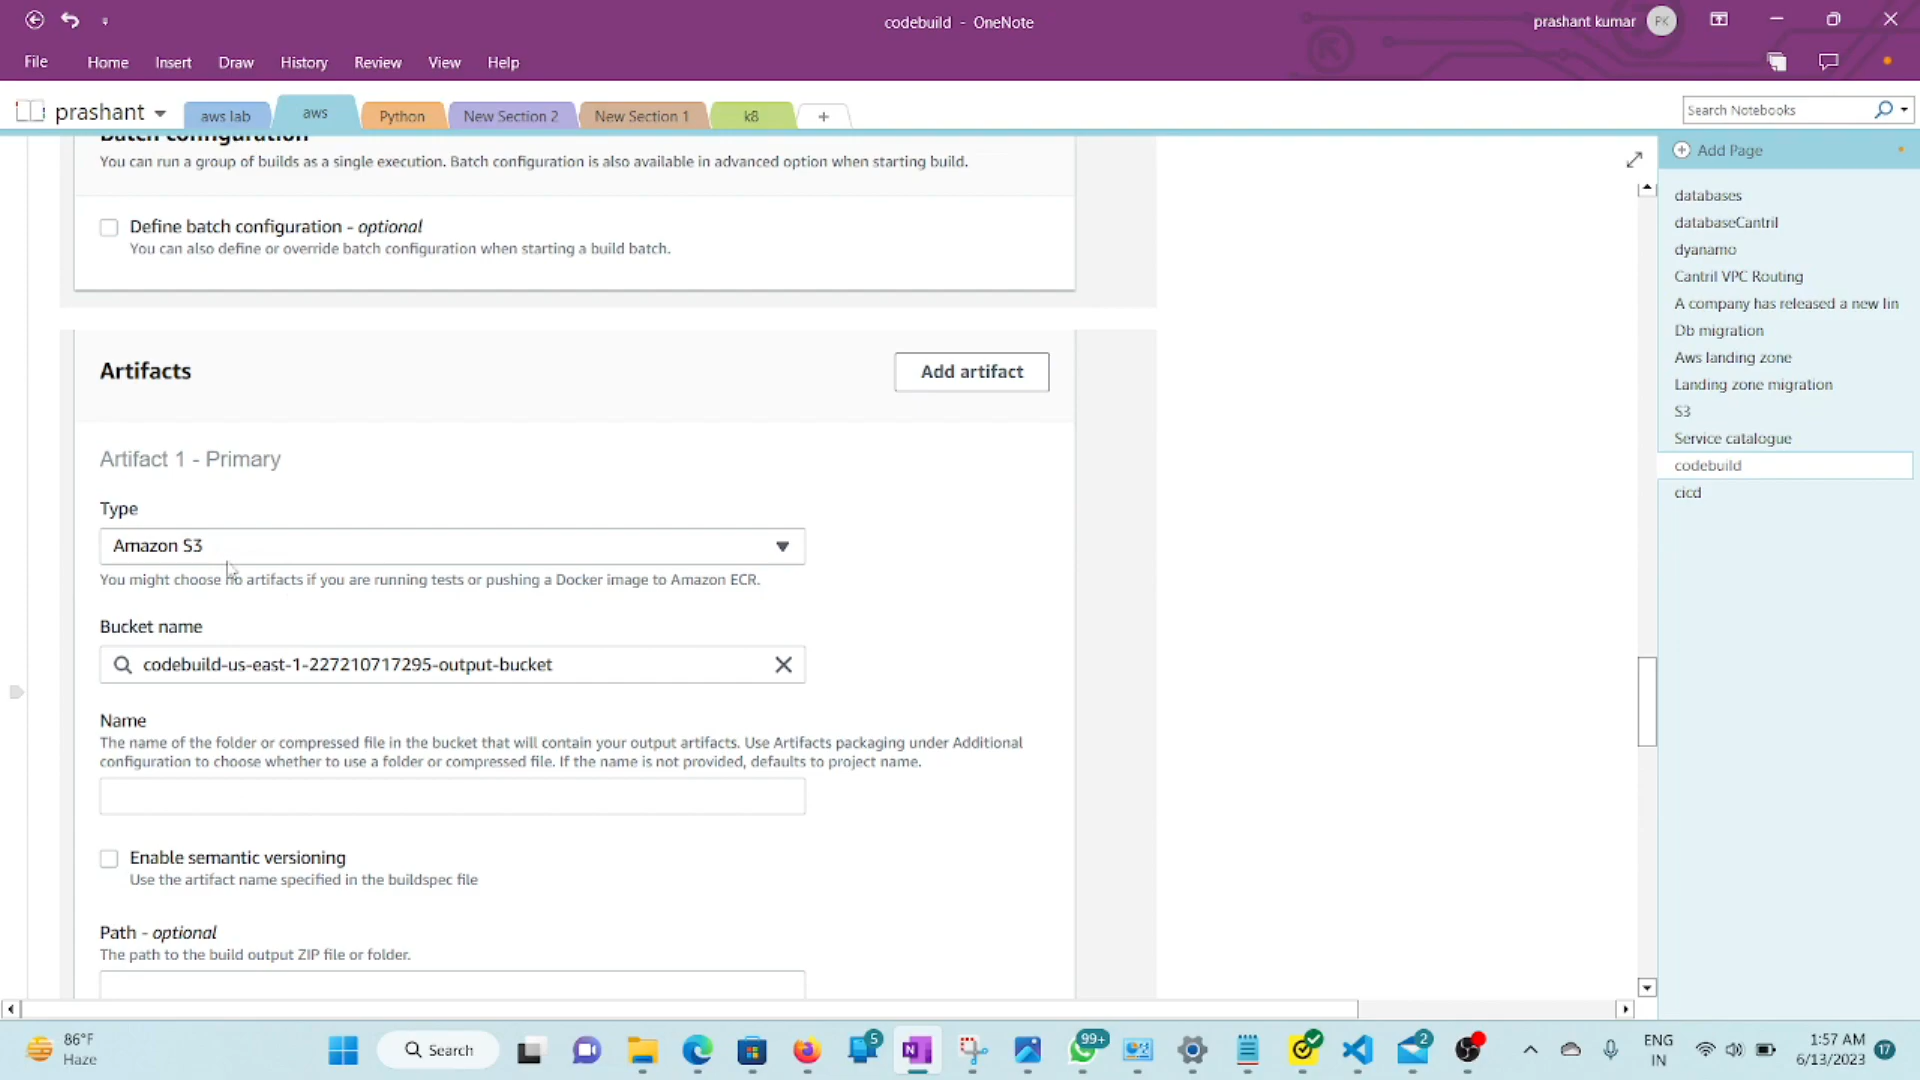 codebuild - OneNote
prashant kumar
PK
File
Home
Insert
Draw
History
Review
View
Help
prashant
aws lab
aws
Python
New Section 2
New Section 1
k8
+
Search Notebooks
Batch configuration
You can run a group of builds as a single execution. Batch configuration is also available in advanced option when starting build.
Define batch configuration - optional
You can also define or override batch configuration when starting a build batch.
Artifacts
Add artifact
Artifact 1 - Primary
Type
Amazon S3
You might choose no artifacts if you are running tests or pushing a Docker image to Amazon ECR.
Bucket name
codebuild-us-east-1-227210717295-output-bucket
Name
The name of the folder or compressed file in the bucket that will contain your output artifacts. Use Artifacts packaging under Additional
configuration to choose whether to use a folder or compressed file. If the name is not provided, defaults to project name.
Enable semantic versioning
Use the artifact name specified in the buildspec file
Path - optional
The path to the build output ZIP file or folder.
Add Page
databases
databaseCantril
dyanamo
Cantril VPC Routing
A company has released a new lin
Db migration
Aws landing zone
Landing zone migration
S3
Service catalogue
codebuild
cicd
86°F
Haze
Search
5
99+
2
ENG
IN
1:57 AM
6/13/2023
17